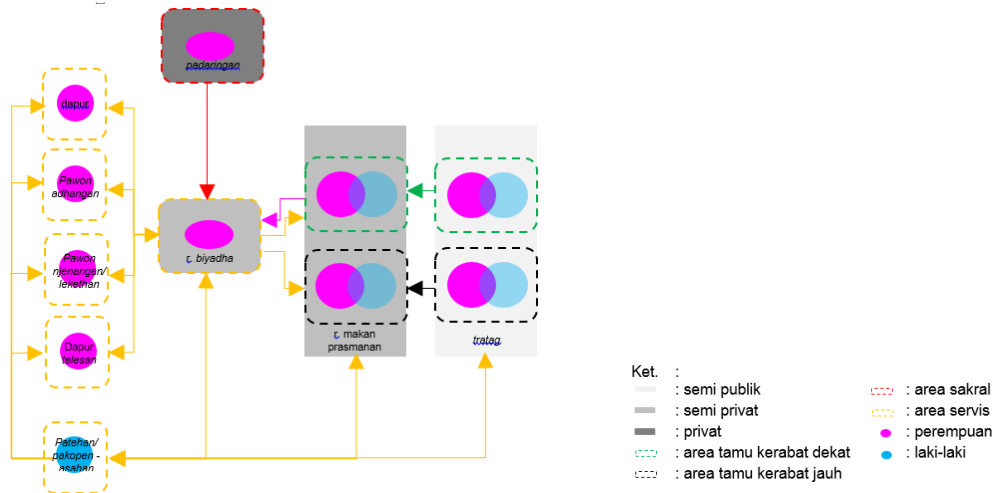 padaringan
dapur
Pawon
adhangan
Pawon
njenangan/
lekethan
Dapur
telesan
Patehan/
pakopen -
asahan
r. biyadha
r. makan
prasmanan
tratag
Ket. :
: semi publik
: semi privat
: privat
: area tamu kerabat dekat
: area tamu kerabat jauh
: area sakral
: area servis
: perempuan
: laki-laki